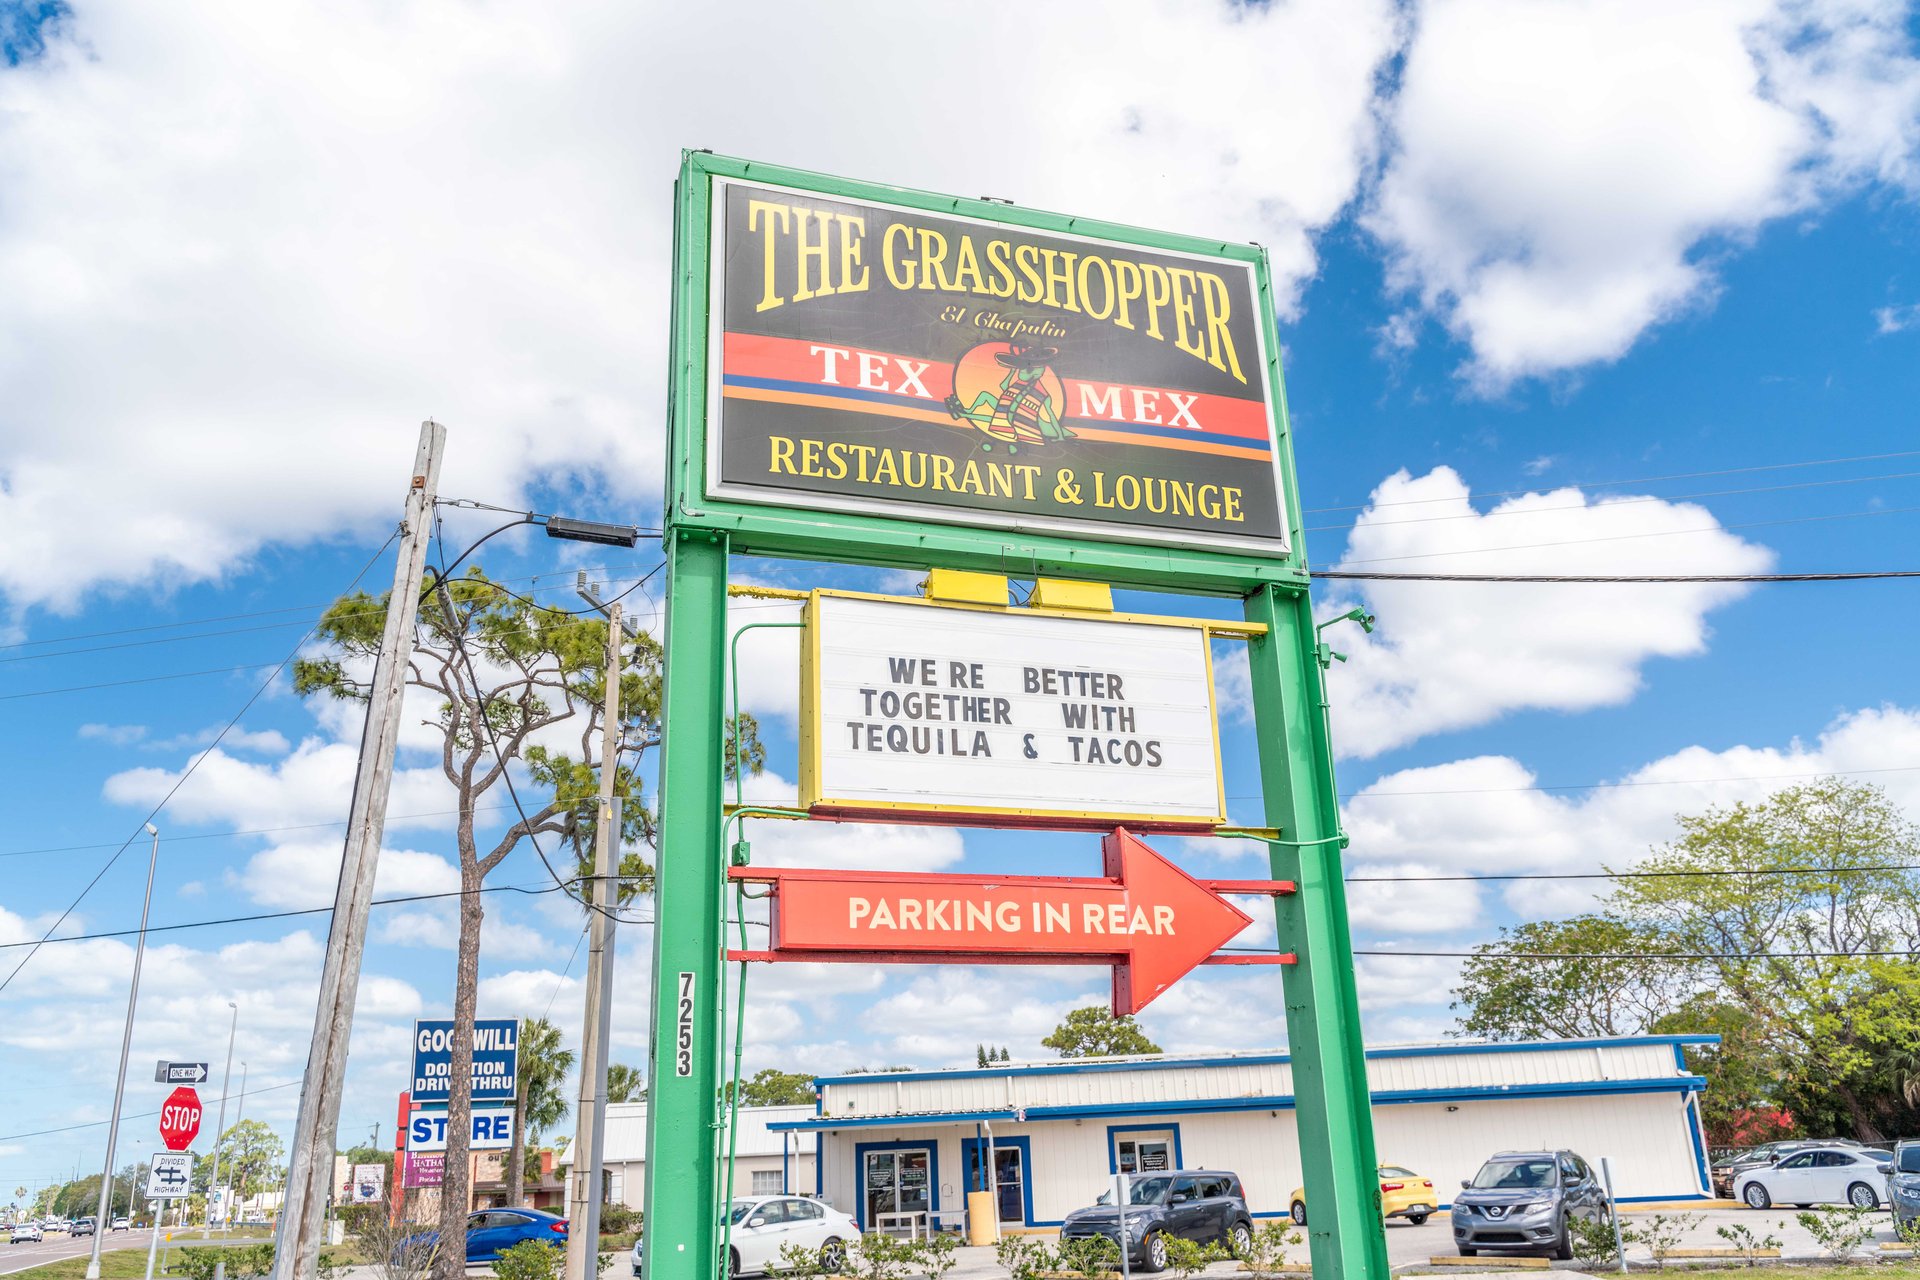 THE GRASSHOPPER
El Chapulin
TEX MEX
RESTAURANT & LOUNGE
WE RE BETTER
TOGETHER WITH
TEQUILA & TACOS
PARKING IN REAR
7253
GOODWILL
DONATION
DRIVE THRU
STORE
ONE WAY
STOP
DIVIDED
HIGHWAY